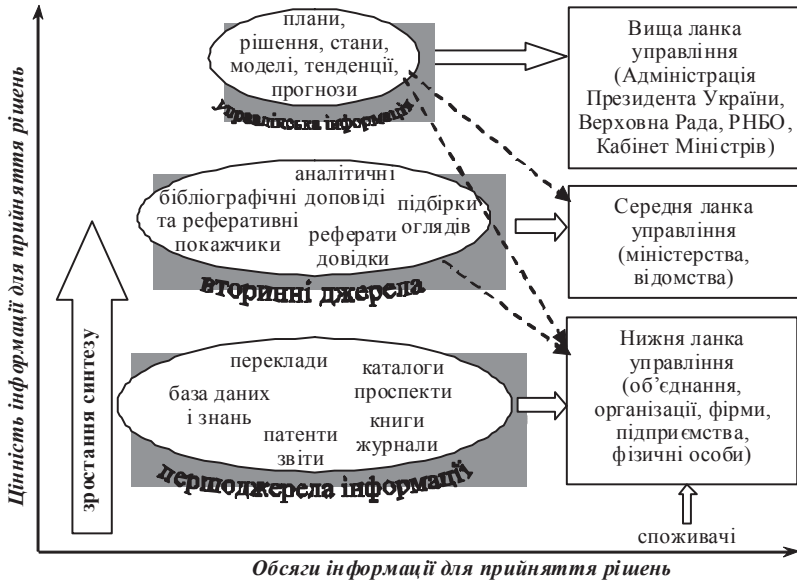 Цінність інформації для прийняття рішень
зростання синтезу
плани,
рішення, стани,
моделі, тенденції,
прогнози
управлінська інформація
Вища ланка
управління
(Адміністрація
Президента України,
Верховна Рада, РНБО,
Кабінет Міністрів)
аналітичні
доповіді
бібліографічні
та реферативні
покажчики
підбірки
оглядів
реферати
довідки
вторинні джерела
Середня ланка
управління
(міністерства,
відомства)
переклади
каталоги
проспекти
база даних
і знань
книги
журнали
патенти
звіти
першоджерела інформації
Нижня ланка
управління
(об’єднання,
організації, фірми,
підприємства,
фізичні особи)
споживачі
Обсяги інформації для прийняття рішень